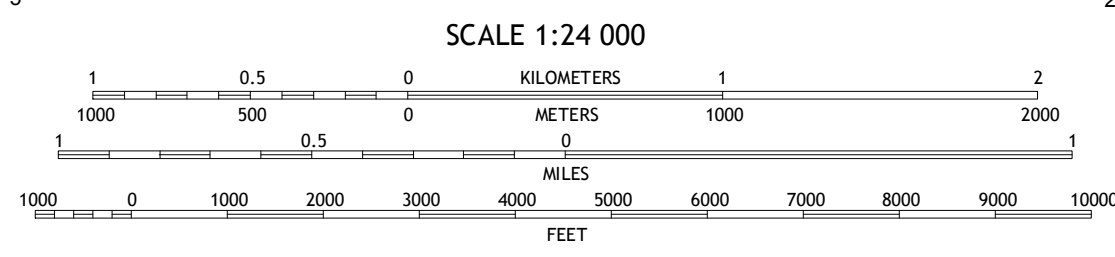 SCALE 1:24 000
1 0.5 0 KILOMETERS 1 2
1000 500 0 METERS 1000 2000
1 0.5 0 1
MILES
1000 0 1000 2000 3000 4000 5000 6000 7000 8000 9000 10000
FEET